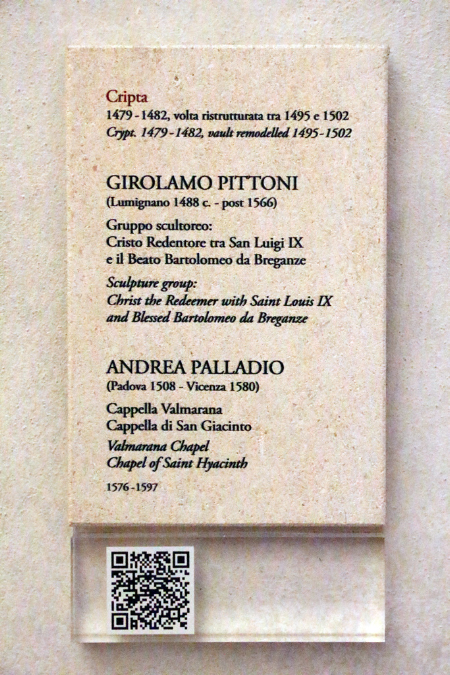 Cripta
1479 - 1482, volta ristrutturata tra 1495 e 1502
Crypt. 1479 - 1482, vault remodelled 1495 - 1502
GIROLAMO PITTONI
(Lumignano 1488 c. - post 1566)
Gruppo scultoreo:
Cristo Redentore tra San Luigi IX
e il Beato Bartolomeo da Breganze
Sculpture group:
Christ the Redeemer with Saint Louis IX
and Blessed Bartolomeo da Breganze
ANDREA PALLADIO
(Padova 1508 - Vicenza 1580)
Cappella Valmarana
Cappella di San Giacinto
Valmarana Chapel
Chapel of Saint Hyacinth
1576 - 1597